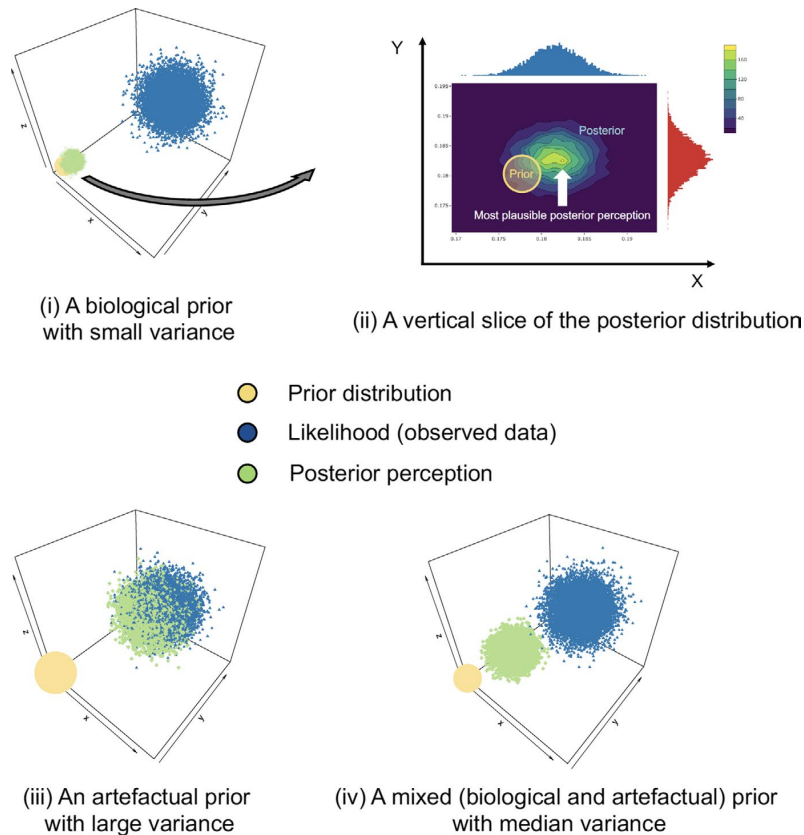 z
x
y
(i) A biological prior
with small variance
Y
0.195
0.19
0.185
0.18
0.175
0.17
0.175
0.18
0.185
0.19
Posterior
Prior
Most plausible posterior perception
160
120
80
40
X
(ii) A vertical slice of the posterior distribution
Prior distribution
Likelihood (observed data)
Posterior perception
z
x
y
(iii) An artefactual prior
with large variance
z
x
y
(iv) A mixed (biological and artefactual) prior
with median variance